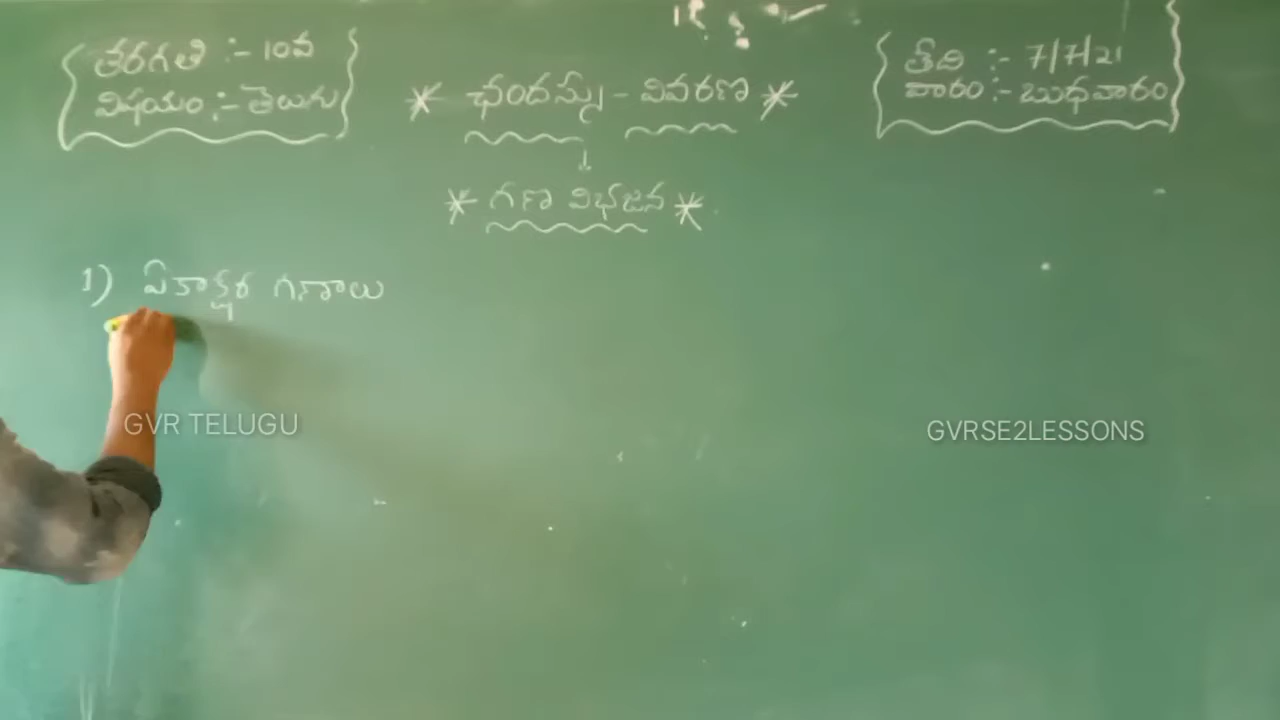 తరగతి :- 10వ
విషయం :- తెలుగు
* ఛందస్సు - వివరణ *
తేది :- 7/7/21
వారం :- బుధవారం
* గణ విభజన *
1) ఏకాక్షర గణాలు
GVR TELUGU
GVRSE2LESSONS